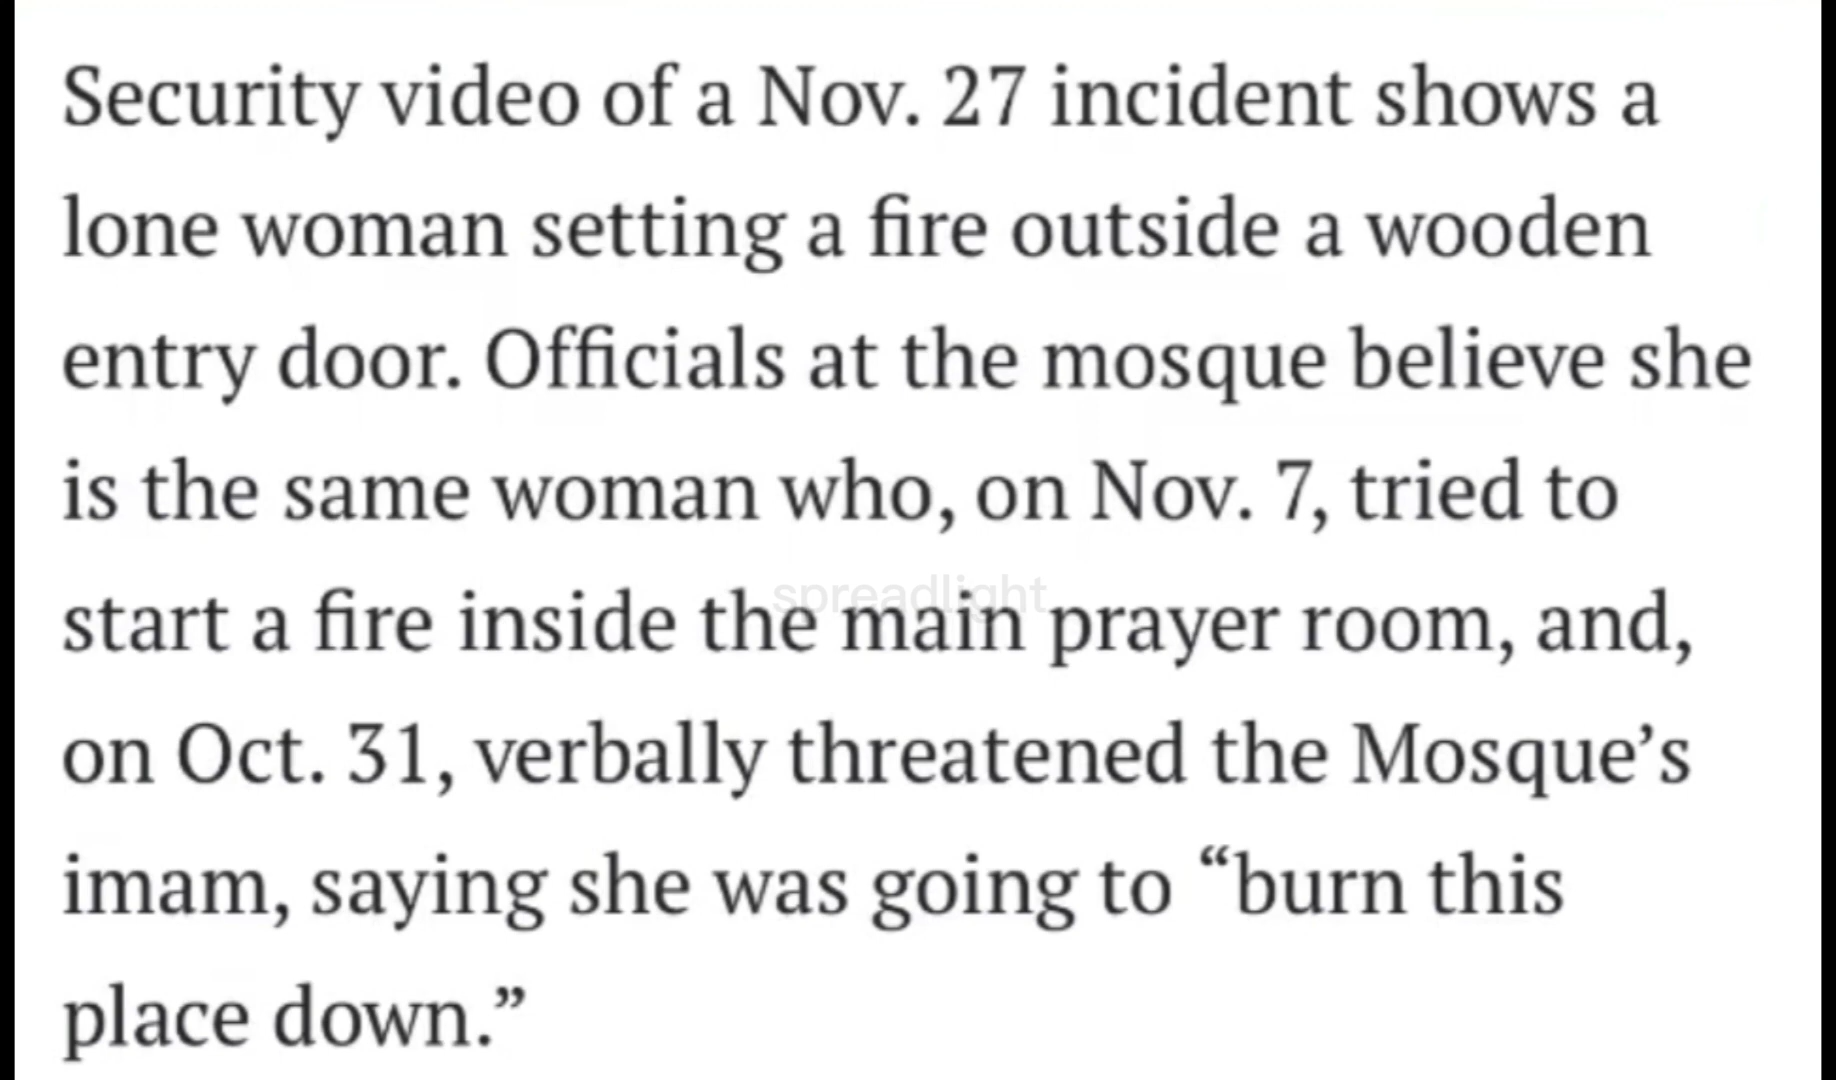 Security video of a Nov. 27 incident shows a
lone woman setting a fire outside a wooden
entry door. Officials at the mosque believe she
is the same woman who, on Nov. 7, tried to
spreadlight
start a fire inside the main prayer room, and,
on Oct. 31, verbally threatened the Mosque’s
imam, saying she was going to “burn this
place down.”